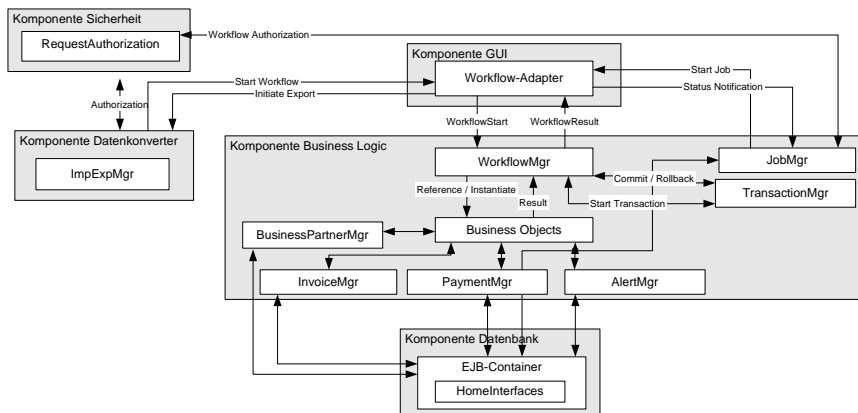 Komponente Sicherheit
RequestAuthorization
Workflow Authorization
Komponente GUI
Workflow-Adapter
Start Job
Start Workflow
Status Notification
Initiate Export
Authorization
WorkflowStart
WorkflowResult
Komponente Datenkonverter
ImpExpMgr
Komponente Business Logic
WorkflowMgr
JobMgr
Commit / Rollback
Reference / Instantiate
TransactionMgr
Result
Start Transaction
Business Objects
BusinessPartnerMgr
InvoiceMgr
PaymentMgr
AlertMgr
Komponente Datenbank
EJB-Container
HomeInterfaces